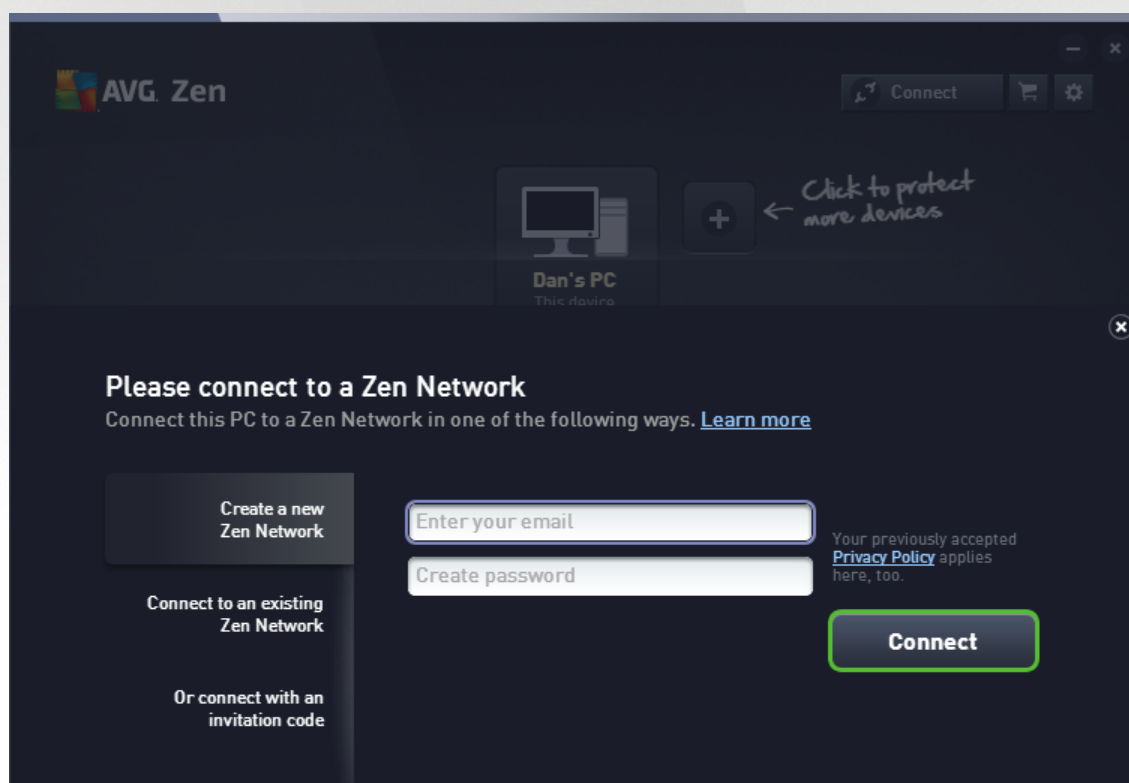 AVG. Zen
Connect
Click to protect
more devices
Dan's PC
This device
Please connect to a Zen Network
Connect this PC to a Zen Network in one of the following ways. Learn more
Create a new
Zen Network
Enter your email
Create password
Your previously accepted
Privacy Policy applies
here, too.
Connect to an existing
Zen Network
Connect
Or connect with an
invitation code